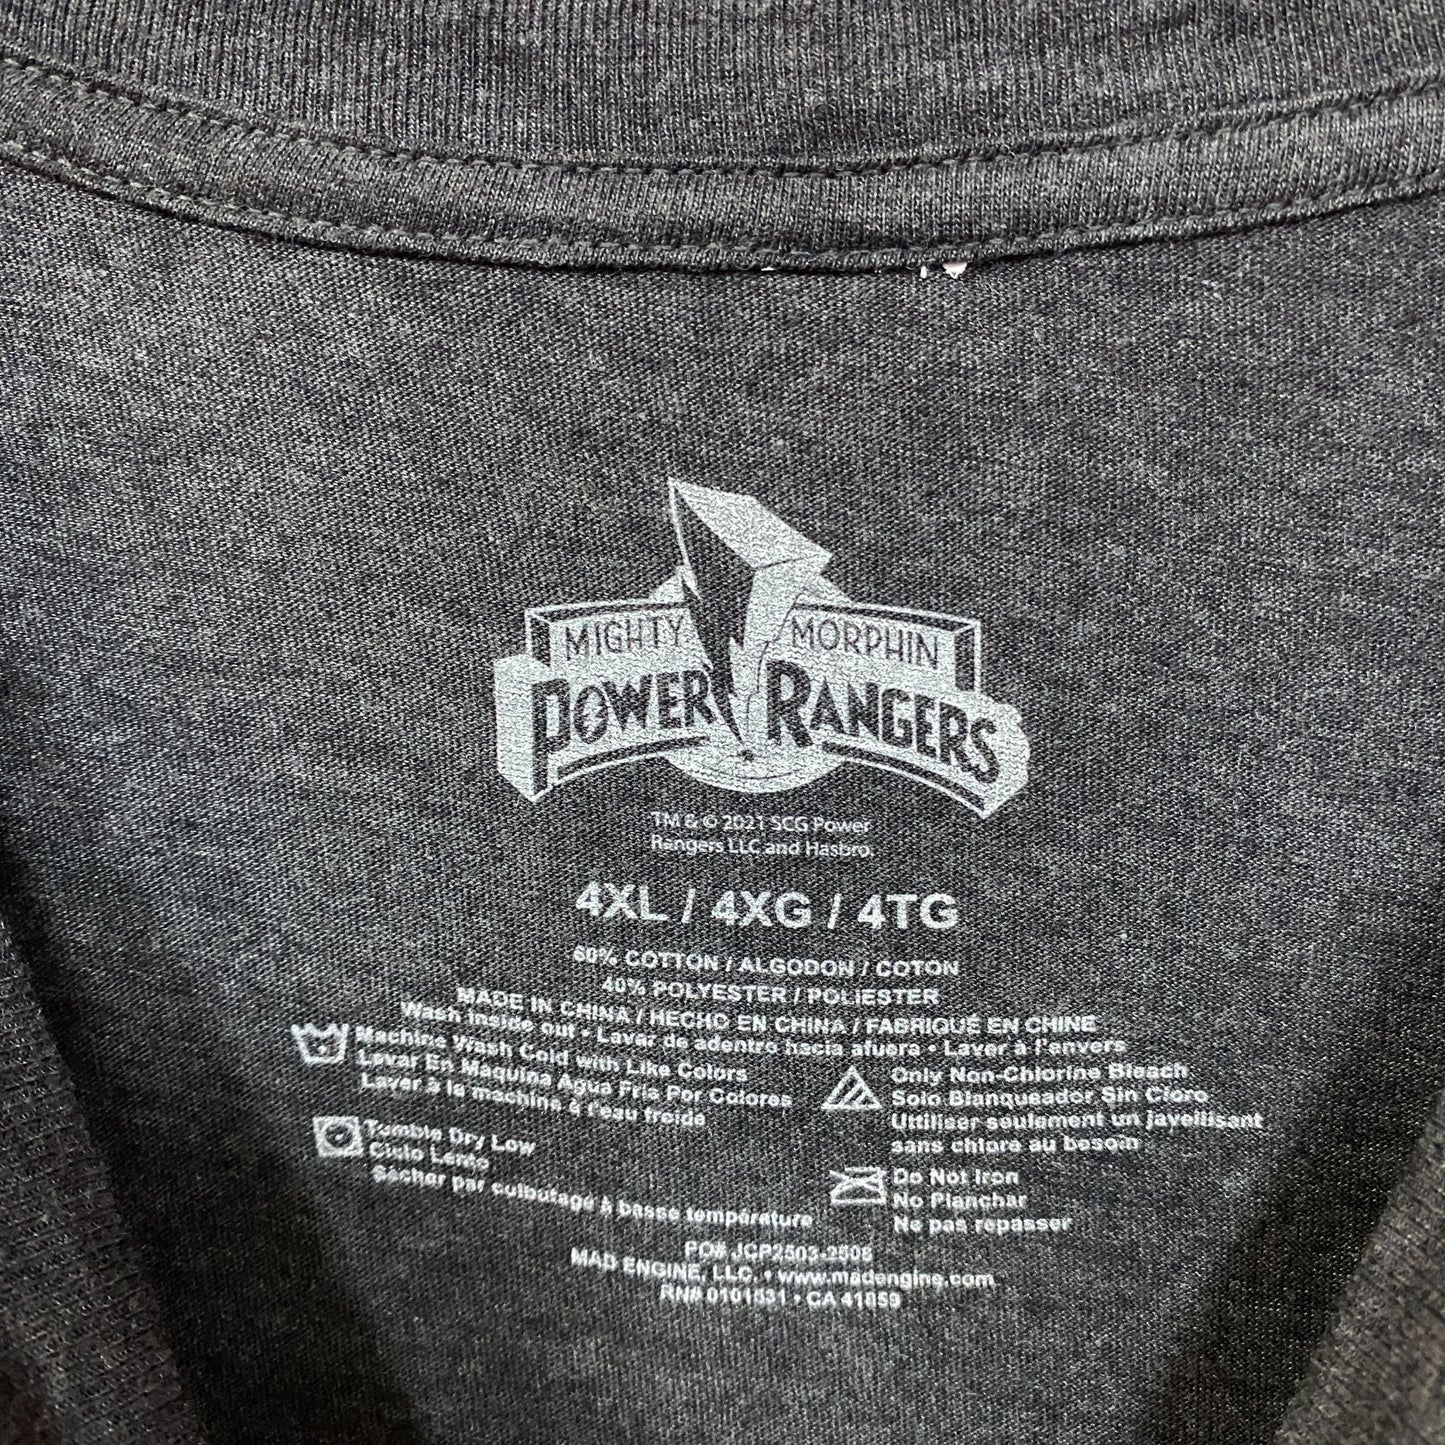 MIGHTY MORPHIN
POWER RANGERS
TM & © 2021 SCG Power
Rangers LLC and Hasbro.
4XL / 4XG / 4TG
60% COTTON / ALGODON / COTON
40% POLYESTER / POLIESTER
MADE IN CHINA / HECHO EN CHINA / FABRIQUÉ EN CHINE
Wash inside out • Lavar de adentro hacia afuera • Laver à l'envers
Machine Wash Cold with Like Colors
Lavar En Maquina Agua Fria Por Colores
Laver à la machine à l'eau froide
Only Non-Chlorine Bleach
Solo Blanqueador Sin Cloro
Uttiliser seulement un javellisant
sans chlore au besoin
Tumble Dry Low
Ciclo Lento
Sécher par culbutage à basse température
Do Not Iron
No Planchar
Ne pas repasser
PO# JCP2503-2508
MAD ENGINE, LLC. • www.madengine.com
RN# 0101531 • CA 41859